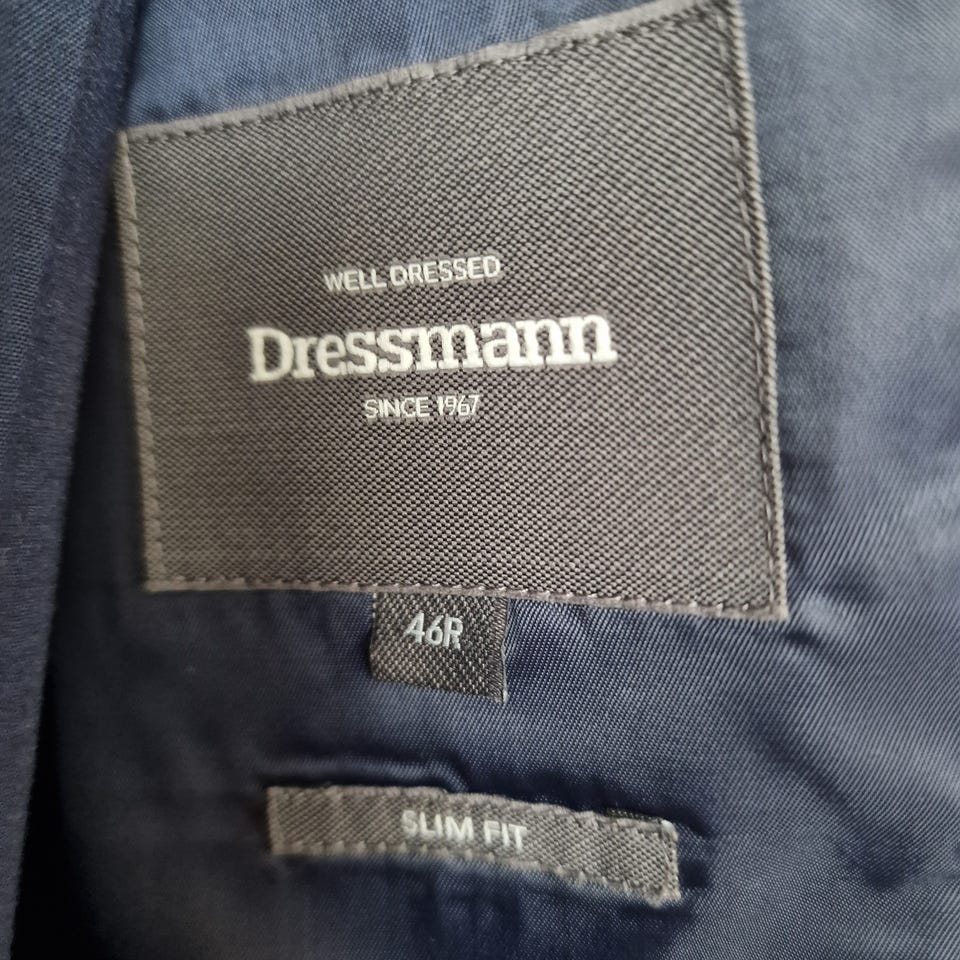 WELL DRESSED
Dressmann
SINCE 1967
46R
SLIM FIT